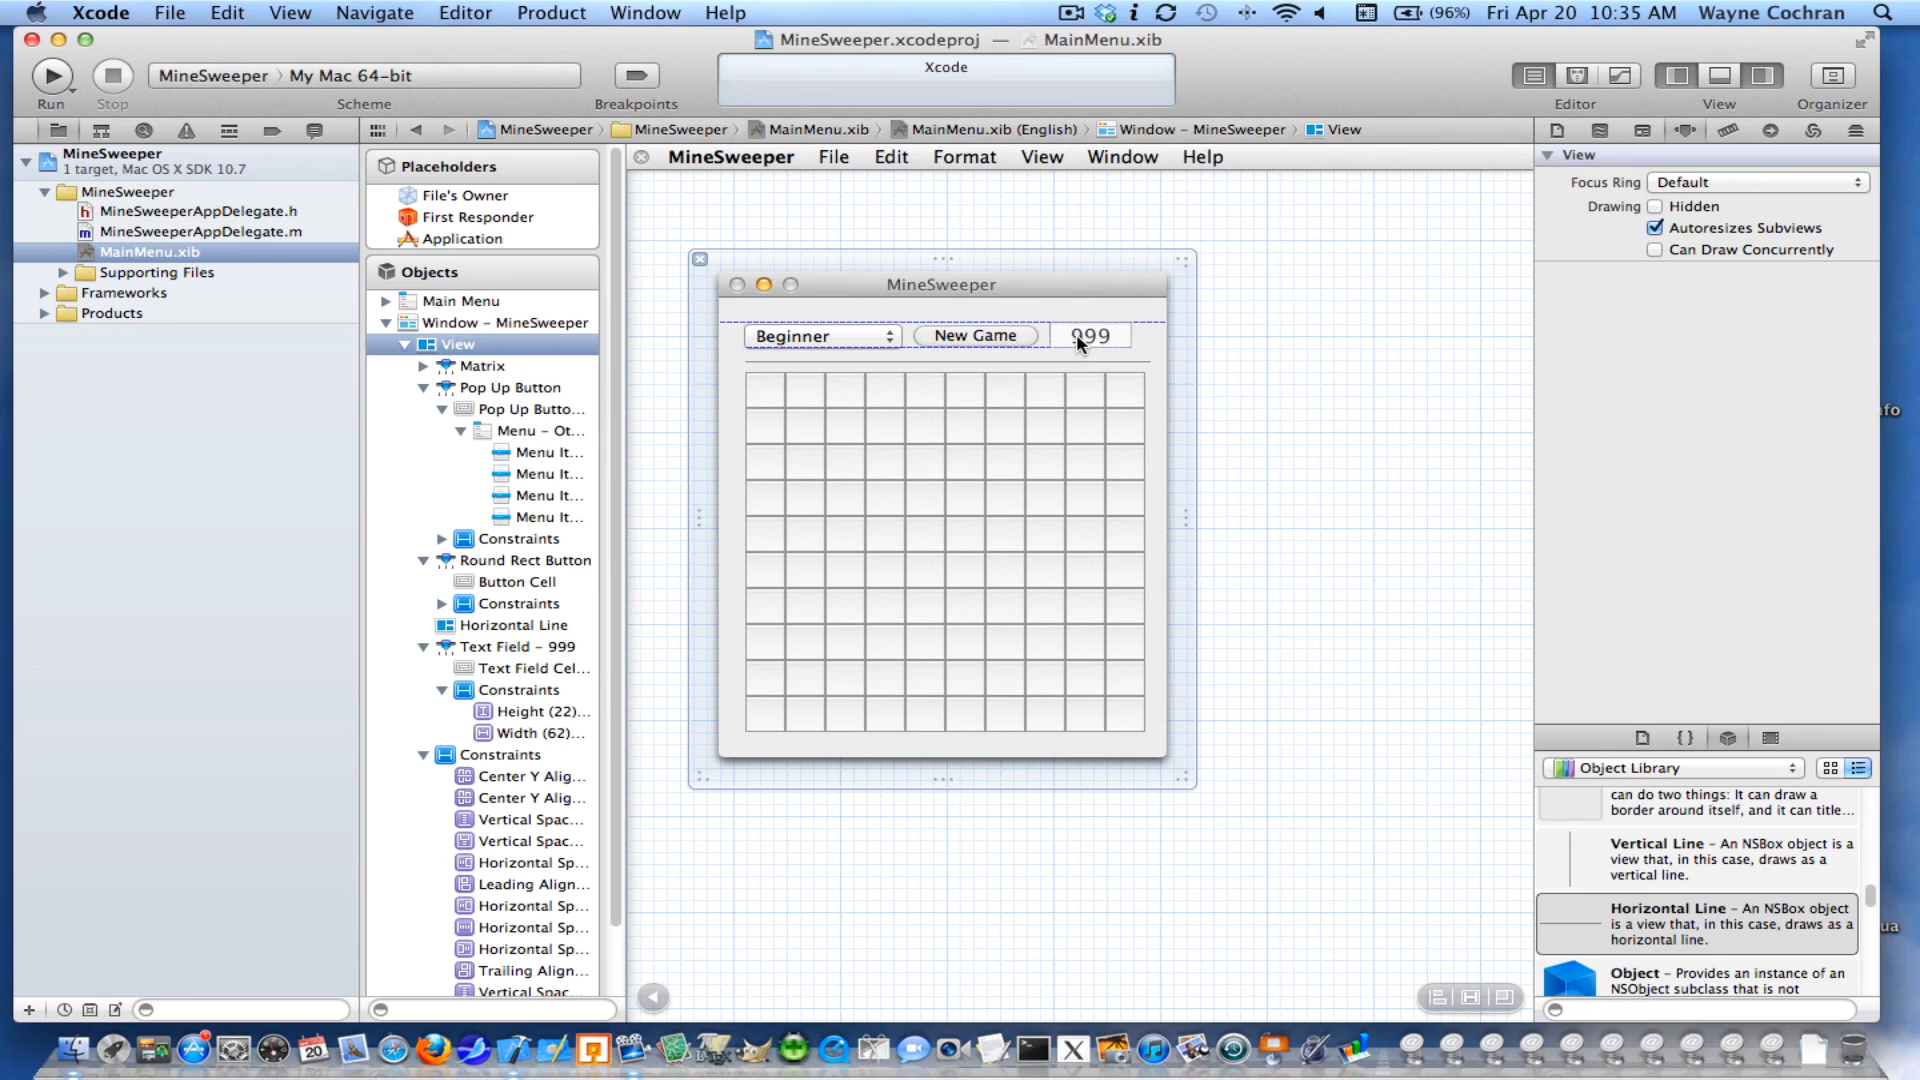 Xcode File Edit View Navigate Editor Product Window Help (96%) Fri Apr 20 10:35 AM Wayne Cochran
MineSweeper.xcodeproj — MainMenu.xib
MineSweeper › My Mac 64-bit
Xcode
Run Stop Scheme Breakpoints Editor View Organizer
MineSweeper MineSweeper MainMenu.xib MainMenu.xib (English) Window – MineSweeper View
MineSweeper
1 target, Mac OS X SDK 10.7
MineSweeper
MineSweeperAppDelegate.h
MineSweeperAppDelegate.m
MainMenu.xib
Supporting Files
Frameworks
Products
Placeholders
File's Owner
First Responder
Application
Objects
Main Menu
Window – MineSweeper
View
Matrix
Pop Up Button
Pop Up Butto...
Menu – Ot...
Menu It...
Menu It...
Menu It...
Menu It...
Constraints
Round Rect Button
Button Cell
Constraints
Horizontal Line
Text Field – 999
Text Field Cel...
Constraints
Height (22)...
Width (62)...
Constraints
Center Y Alig...
Center Y Alig...
Vertical Spac...
Vertical Spac...
Horizontal Sp...
Leading Align...
Horizontal Sp...
Horizontal Sp...
Horizontal Sp...
Trailing Align...
Vertical Spac...
MineSweeper File Edit Format View Window Help
MineSweeper
Beginner New Game 999
View
Focus Ring Default
Drawing Hidden
Autoresizes Subviews
Can Draw Concurrently
Object Library
can do two things: It can draw a
border around itself, and it can title...
Vertical Line – An NSBox object is a
view that, in this case, draws as a
vertical line.
Horizontal Line – An NSBox object
is a view that, in this case, draws as a
horizontal line.
Object – Provides an instance of an
NSObject subclass that is not
20